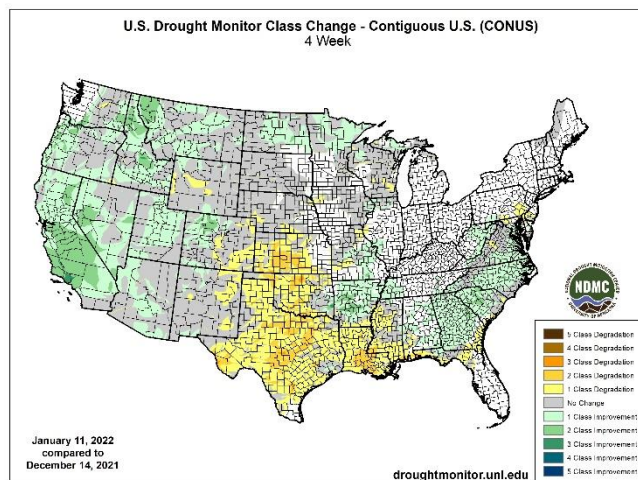 U.S. Drought Monitor Class Change - Contiguous U.S. (CONUS)
4 Week
NDMC
5 Class Degradation
4 Class Degradation
3 Class Degradation
2 Class Degradation
1 Class Degradation
No Change
1 Class Improvement
2 Class Improvement
3 Class Improvement
4 Class Improvement
5 Class Improvement
January 11, 2022
compared to
December 14, 2021
droughtmonitor.unl.edu